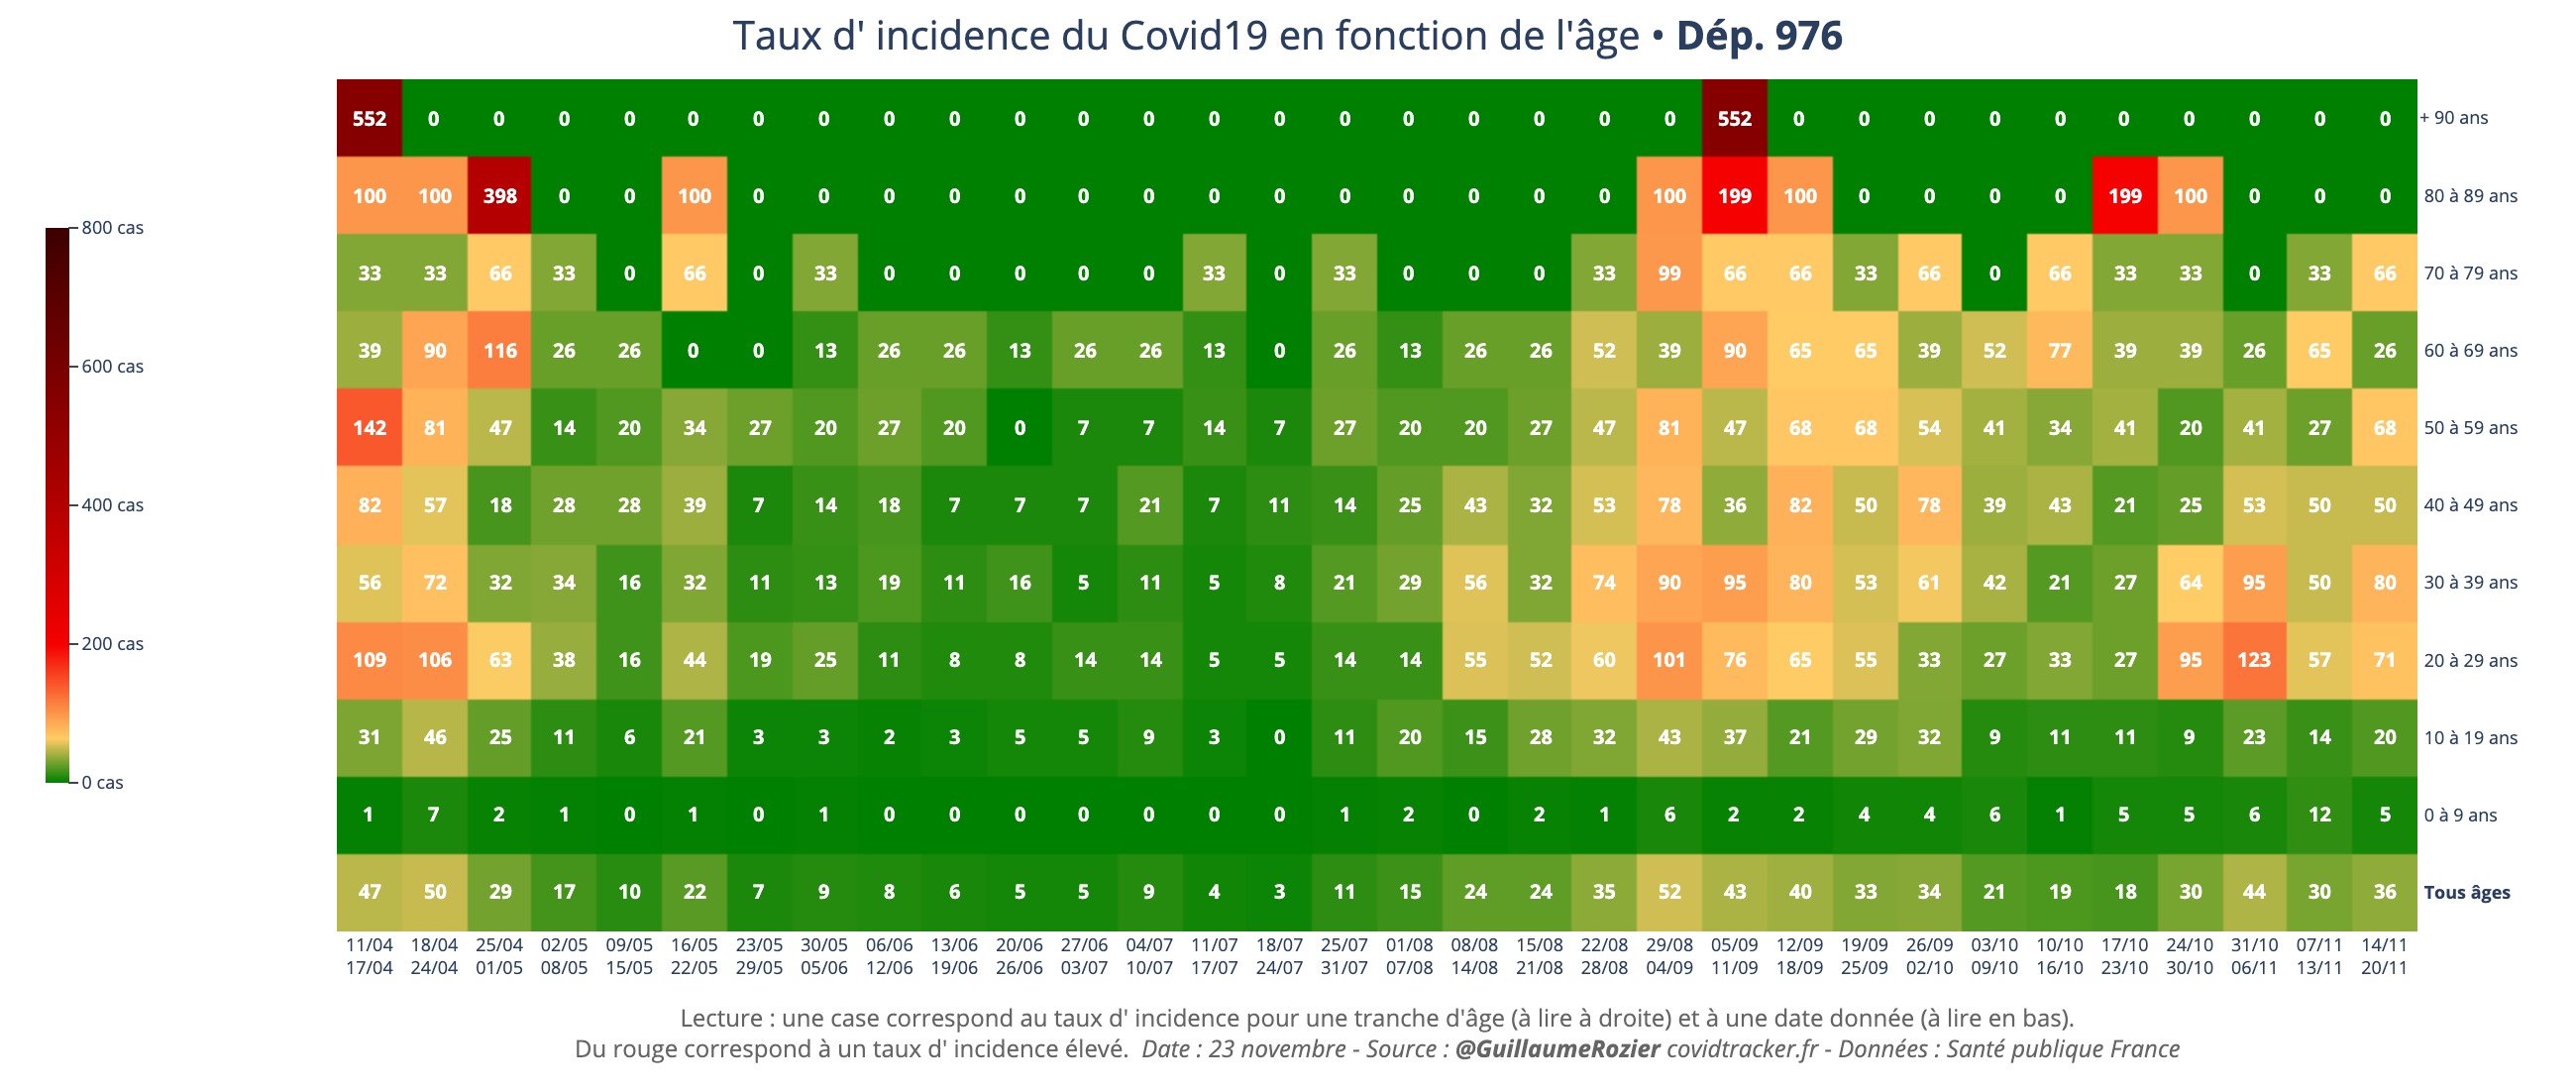 Taux d' incidence du Covid19 en fonction de l'âge • Dép. 976
800 cas
600 cas
400 cas
200 cas
0 cas
552 0 0 0 0 0 0 0 0 0 0 0 0 0 0 0 0 0 0 0 0 552 0 0 0 0 0 0 0 0 0 0 + 90 ans
100 100 398 0 0 100 0 0 0 0 0 0 0 0 0 0 0 0 0 0 100 199 100 0 0 0 0 199 100 0 0 0 80 à 89 ans
33 33 66 33 0 66 0 33 0 0 0 0 0 33 0 33 0 0 0 33 99 66 66 33 66 0 66 33 33 0 33 66 70 à 79 ans
39 90 116 26 26 0 0 13 26 26 13 26 26 13 0 26 13 26 26 52 39 90 65 65 39 52 77 39 39 26 65 26 60 à 69 ans
142 81 47 14 20 34 27 20 27 20 0 7 7 14 7 27 20 20 27 47 81 47 68 68 54 41 34 41 20 41 27 68 50 à 59 ans
82 57 18 28 28 39 7 14 18 7 7 7 21 7 11 14 25 43 32 53 78 36 82 50 78 39 43 21 25 53 50 50 40 à 49 ans
56 72 32 34 16 32 11 13 19 11 16 5 11 5 8 21 29 56 32 74 90 95 80 53 61 42 21 27 64 95 50 80 30 à 39 ans
109 106 63 38 16 44 19 25 11 8 8 14 14 5 5 14 14 55 52 60 101 76 65 55 33 27 33 27 95 123 57 71 20 à 29 ans
31 46 25 11 6 21 3 3 2 3 5 5 9 3 0 11 20 15 28 32 43 37 21 29 32 9 11 11 9 23 14 20 10 à 19 ans
1 7 2 1 0 1 0 1 0 0 0 0 0 0 0 1 2 0 2 1 6 2 2 4 4 6 1 5 5 6 12 5 0 à 9 ans
47 50 29 17 10 22 7 9 8 6 5 5 9 4 3 11 15 24 24 35 52 43 40 33 34 21 19 18 30 44 30 36 Tous âges
11/04 18/04 25/04 02/05 09/05 16/05 23/05 30/05 06/06 13/06 20/06 27/06 04/07 11/07 18/07 25/07 01/08 08/08 15/08 22/08 29/08 05/09 12/09 19/09 26/09 03/10 10/10 17/10 24/10 31/10 07/11 14/11
17/04 24/04 01/05 08/05 15/05 22/05 29/05 05/06 12/06 19/06 26/06 03/07 10/07 17/07 24/07 31/07 07/08 14/08 21/08 28/08 04/09 11/09 18/09 25/09 02/10 09/10 16/10 23/10 30/10 06/11 13/11 20/11
Lecture : une case correspond au taux d' incidence pour une tranche d'âge (à lire à droite) et à une date donnée (à lire en bas).
Du rouge correspond à un taux d' incidence élevé. Date : 23 novembre - Source : @GuillaumeRozier covidtracker.fr - Données : Santé publique France